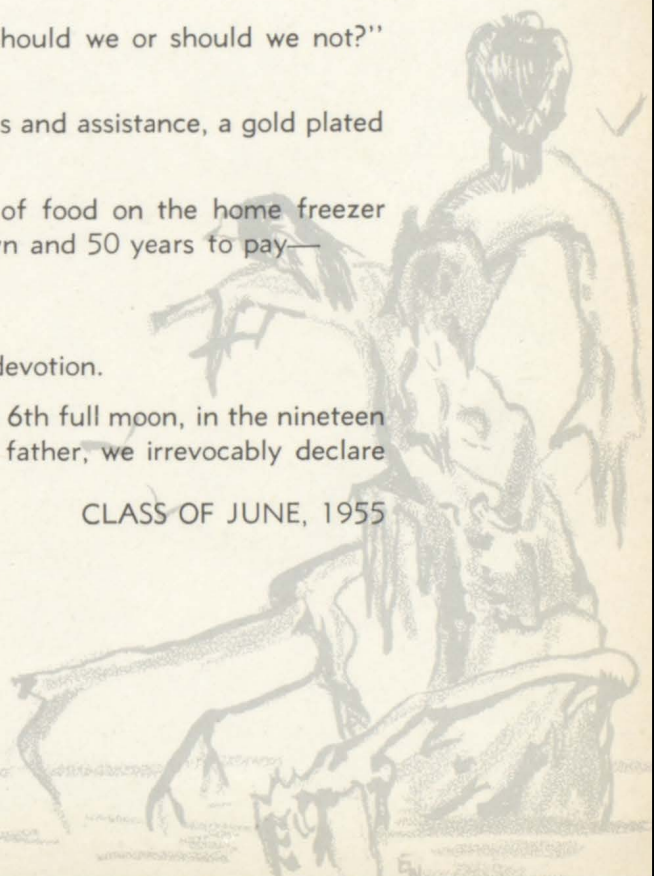 hould we or should we not?"
s and assistance, a gold plated
of food on the home freezer
n and 50 years to pay—
devotion.
6th full moon, in the nineteen
father, we irrevocably declare
CLASS OF JUNE, 1955